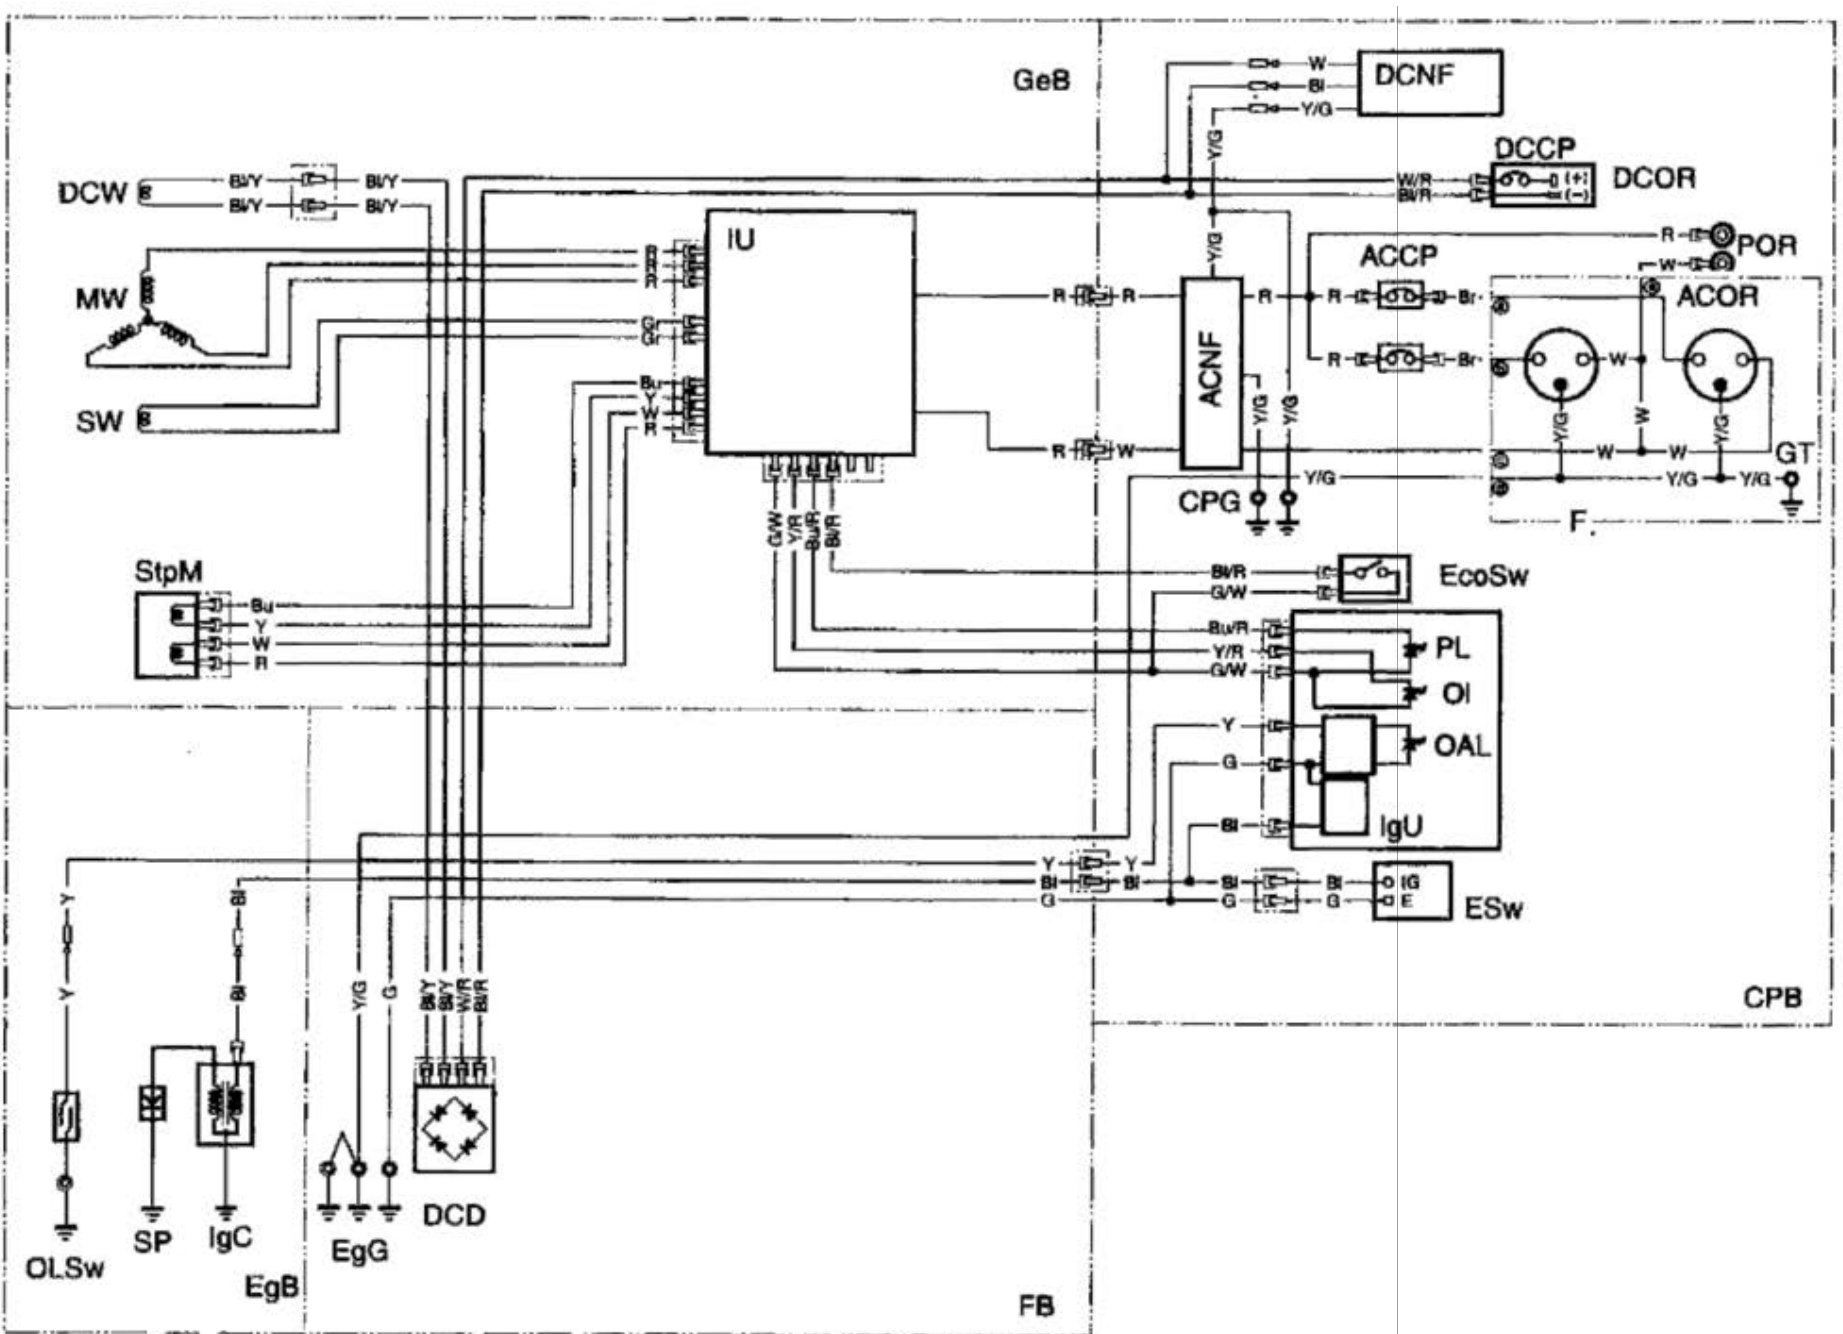 GeB
W
DCNF
Bl
Y/G
Y/G
DCCP
DCW
Bl/Y
Bl/Y
W/R
(+)
DCOR
Bl/Y
Bl/Y
Bl/R
(-)
IU
R
POR
Y/G
ACCP
W
MW
R
R
R
R
R
R
Br
ACOR
Gr
Gr
ACNF
R
Br
W
SW
Bu
Y
W
R
Y/G
Y/G
Y/G
W
Y/G
R
W
W
W
GT
Y/G
Y/G
Y/G
CPG
F.
G/W
Y/R
Bu/R
Bl/R
StpM
Bl/R
EcoSw
G/W
Bu
Y
W
R
Bu/R
PL
Y/R
G/W
OI
Y
OAL
G
Bl
IgU
Y
Y
Bl
Bl
Bl
Bl
IG
G
G
G
E
ESw
Y
Bl
Y
Bl
Y/G
G
Bl/Y
Bl/Y
W/R
Bl/R
CPB
DCD
SP
IgC
EgG
OLSw
EgB
FB